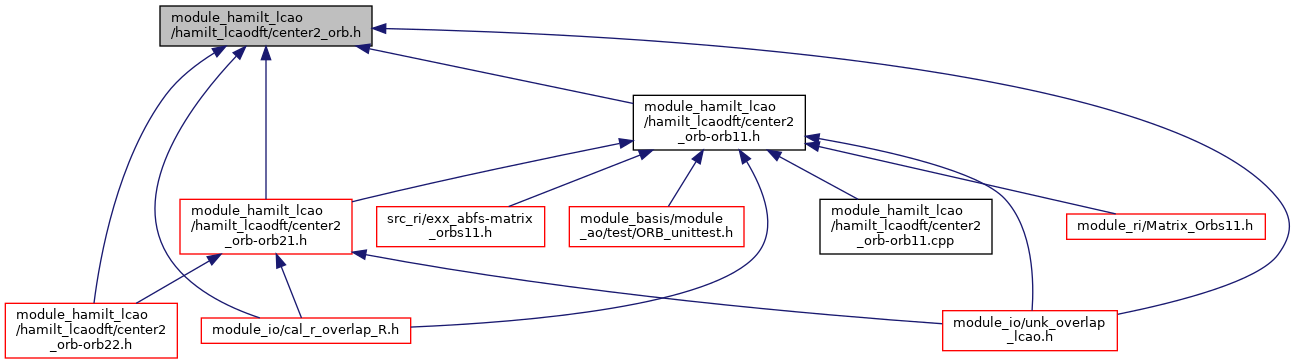 module_hamilt_lcao
/hamilt_lcaodft/center2_orb.h
module_hamilt_lcao
/hamilt_lcaodft/center2
_orb-orb11.h
module_hamilt_lcao
/hamilt_lcaodft/center2
_orb-orb21.h
src_ri/exx_abfs-matrix
_orbs11.h
module_basis/module
_ao/test/ORB_unittest.h
module_hamilt_lcao
/hamilt_lcaodft/center2
_orb-orb11.cpp
module_ri/Matrix_Orbs11.h
module_hamilt_lcao
/hamilt_lcaodft/center2
_orb-orb22.h
module_io/cal_r_overlap_R.h
module_io/unk_overlap
_lcao.h